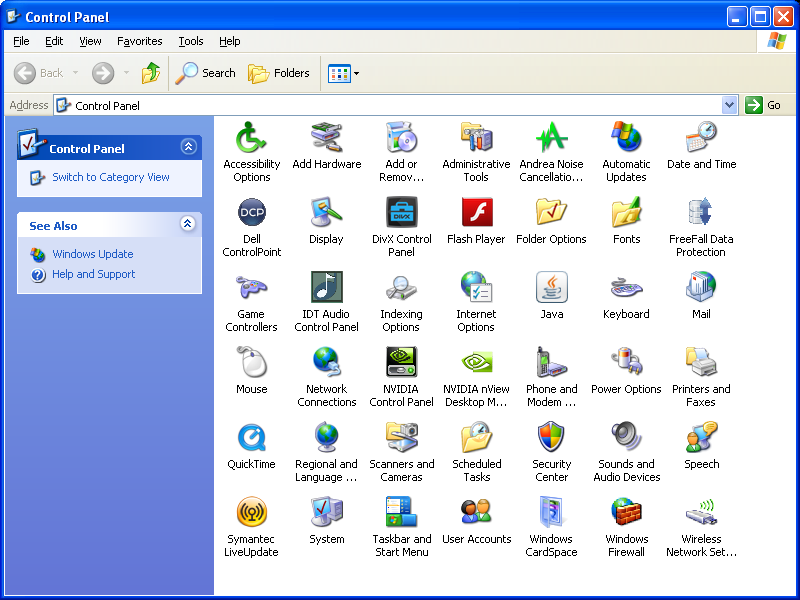 Control Panel
File Edit View Favorites Tools Help
Back Search Folders
Address Control Panel Go
Control Panel
Switch to Category View
See Also
Windows Update
Help and Support
Accessibility Options
Add Hardware
Add or Remov...
Administrative Tools
Andrea Noise Cancellatio...
Automatic Updates
Date and Time
DCP
Dell ControlPoint
Display
DIVX
DivX Control Panel
Flash Player
Folder Options
Fonts
FreeFall Data Protection
Game Controllers
IDT Audio Control Panel
Indexing Options
Internet Options
Java
Keyboard
Mail
Mouse
Network Connections
NVIDIA Control Panel
NVIDIA nView Desktop M...
Phone and Modem ...
Power Options
Printers and Faxes
QuickTime
Regional and Language ...
Scanners and Cameras
Scheduled Tasks
Security Center
Sounds and Audio Devices
Speech
Symantec LiveUpdate
System
Taskbar and Start Menu
User Accounts
Windows CardSpace
Windows Firewall
Wireless Network Set...